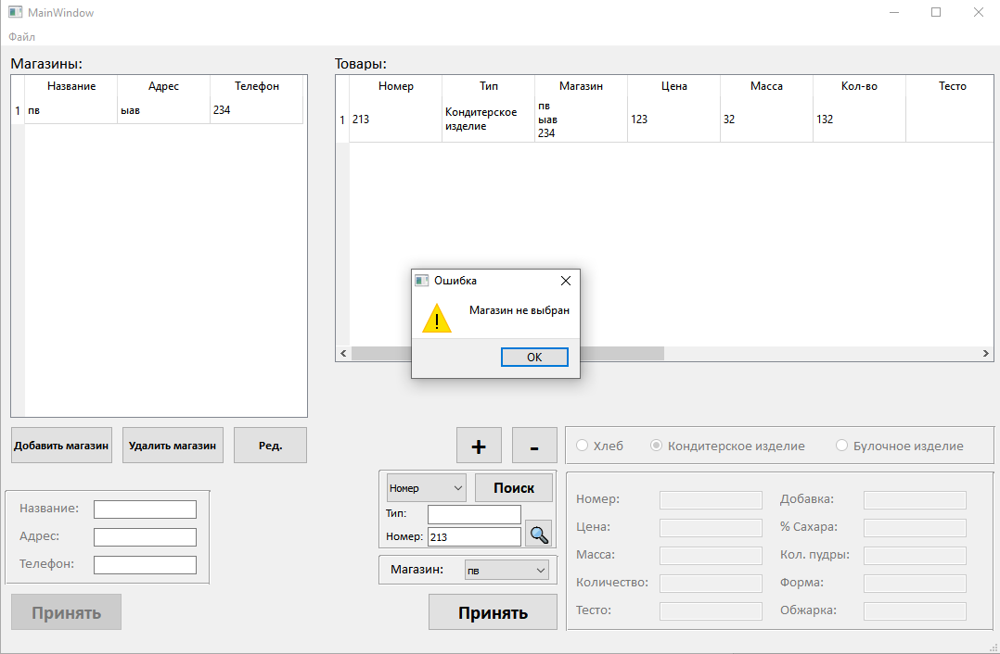 MainWindow
Файл
Магазины:
Название Адрес Телефон
1 пв ыав 234
Товары:
Номер Тип Магазин Цена Масса Кол-во Тесто
1 213 Кондитерское изделие пв ыав 234 123 32 132
Ошибка
Магазин не выбран
OK
Добавить магазин Удалить магазин Ред.
Название:
Адрес:
Телефон:
Принять
+ -
Номер Поиск
Тип:
Номер: 213
Магазин: пв
Принять
Хлеб Кондитерское изделие Булочное изделие
Номер: Добавка:
Цена: % Сахара:
Масса: Кол. пудры:
Количество: Форма:
Тесто: Обжарка: